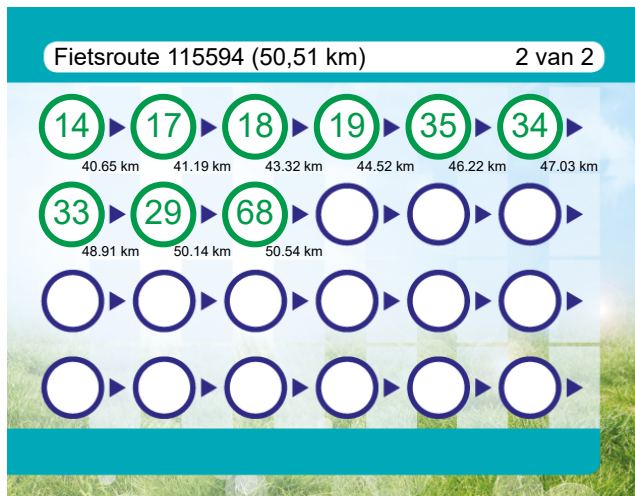 Fietsroute 115594 (50,51 km) 2 van 2
14 17 18 19 35 34
40.65 km 41.19 km 43.32 km 44.52 km 46.22 km 47.03 km
33 29 68
48.91 km 50.14 km 50.54 km